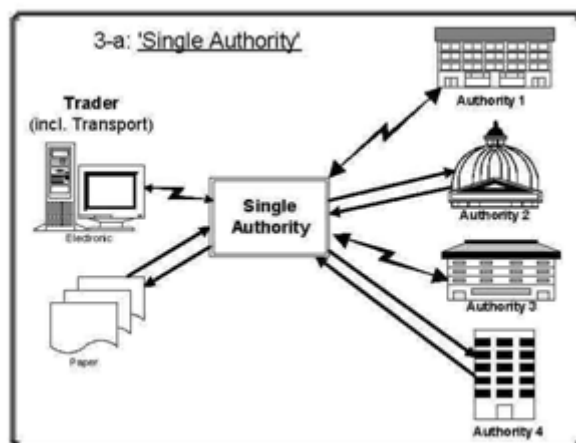 3-a: 'Single Authority'
Trader
(incl. Transport)
Electronic
Paper
Single
Authority
Authority 1
Authority 2
Authority 3
Authority 4